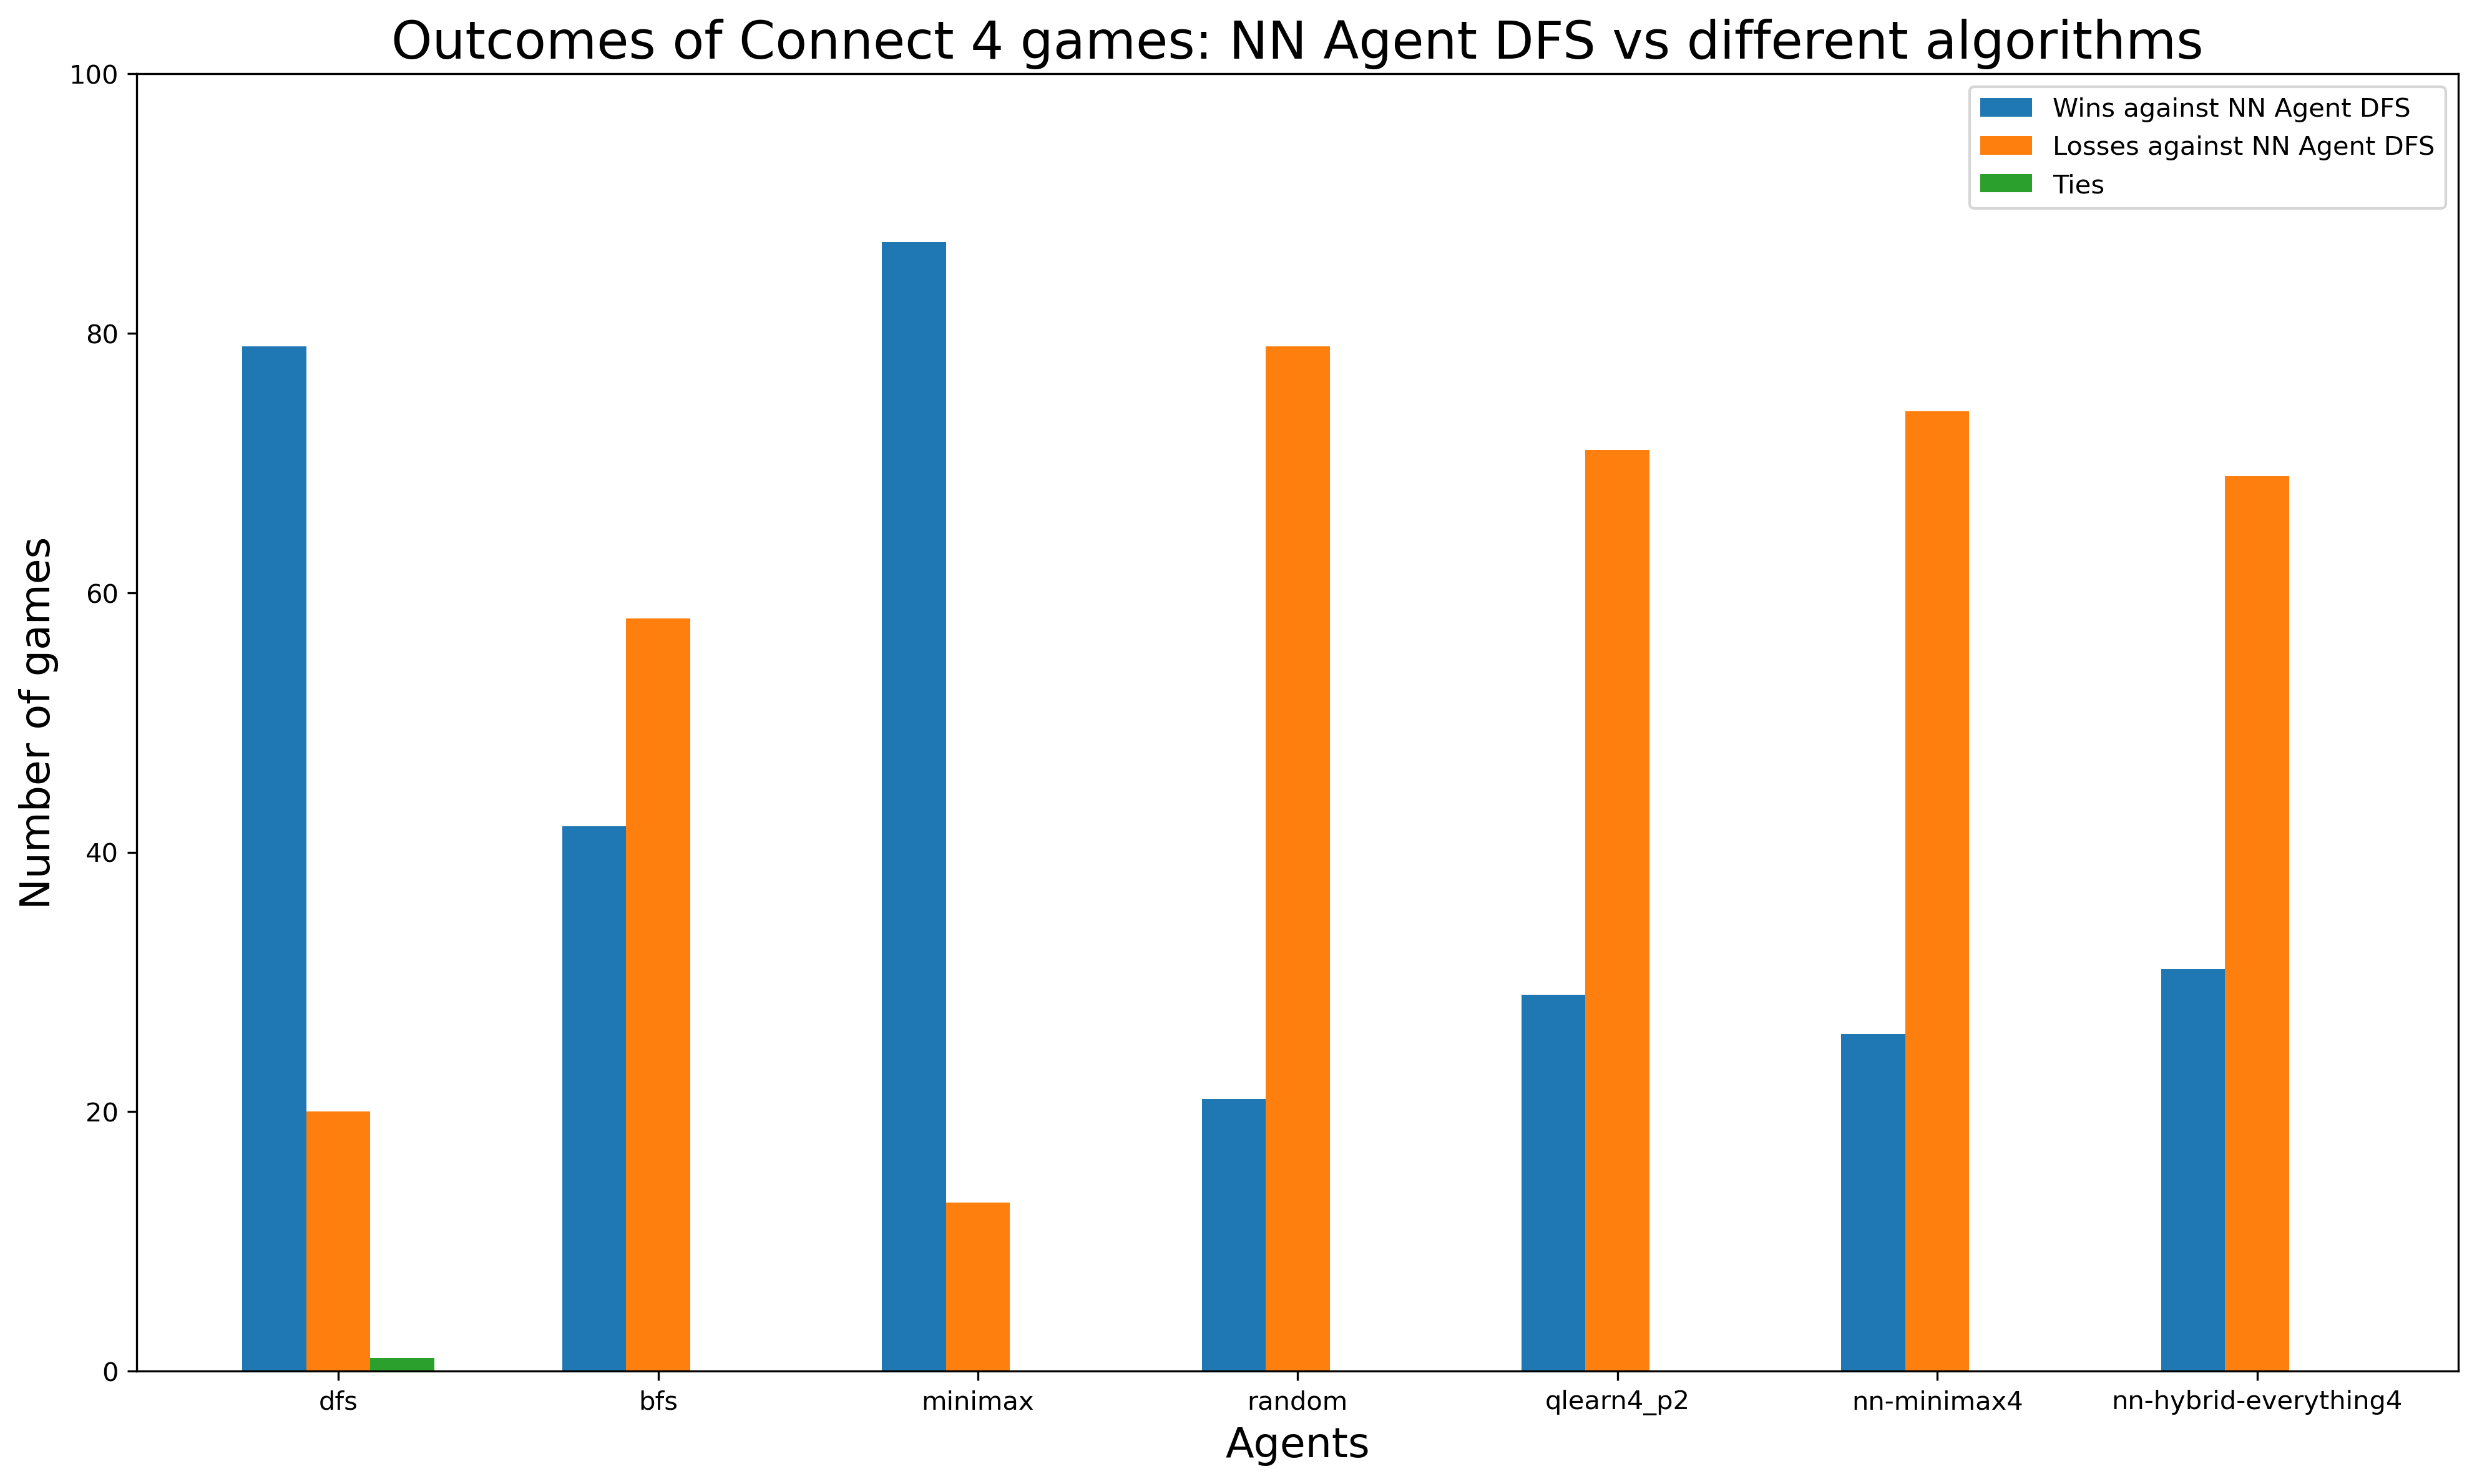 Outcomes of Connect 4 games: NN Agent DFS vs different algorithms
100
80
60
40
20
0
Number of games
Wins against NN Agent DFS
Losses against NN Agent DFS
Ties
dfs
bfs
minimax
random
qlearn4_p2
nn-minimax4
nn-hybrid-everything4
Agents